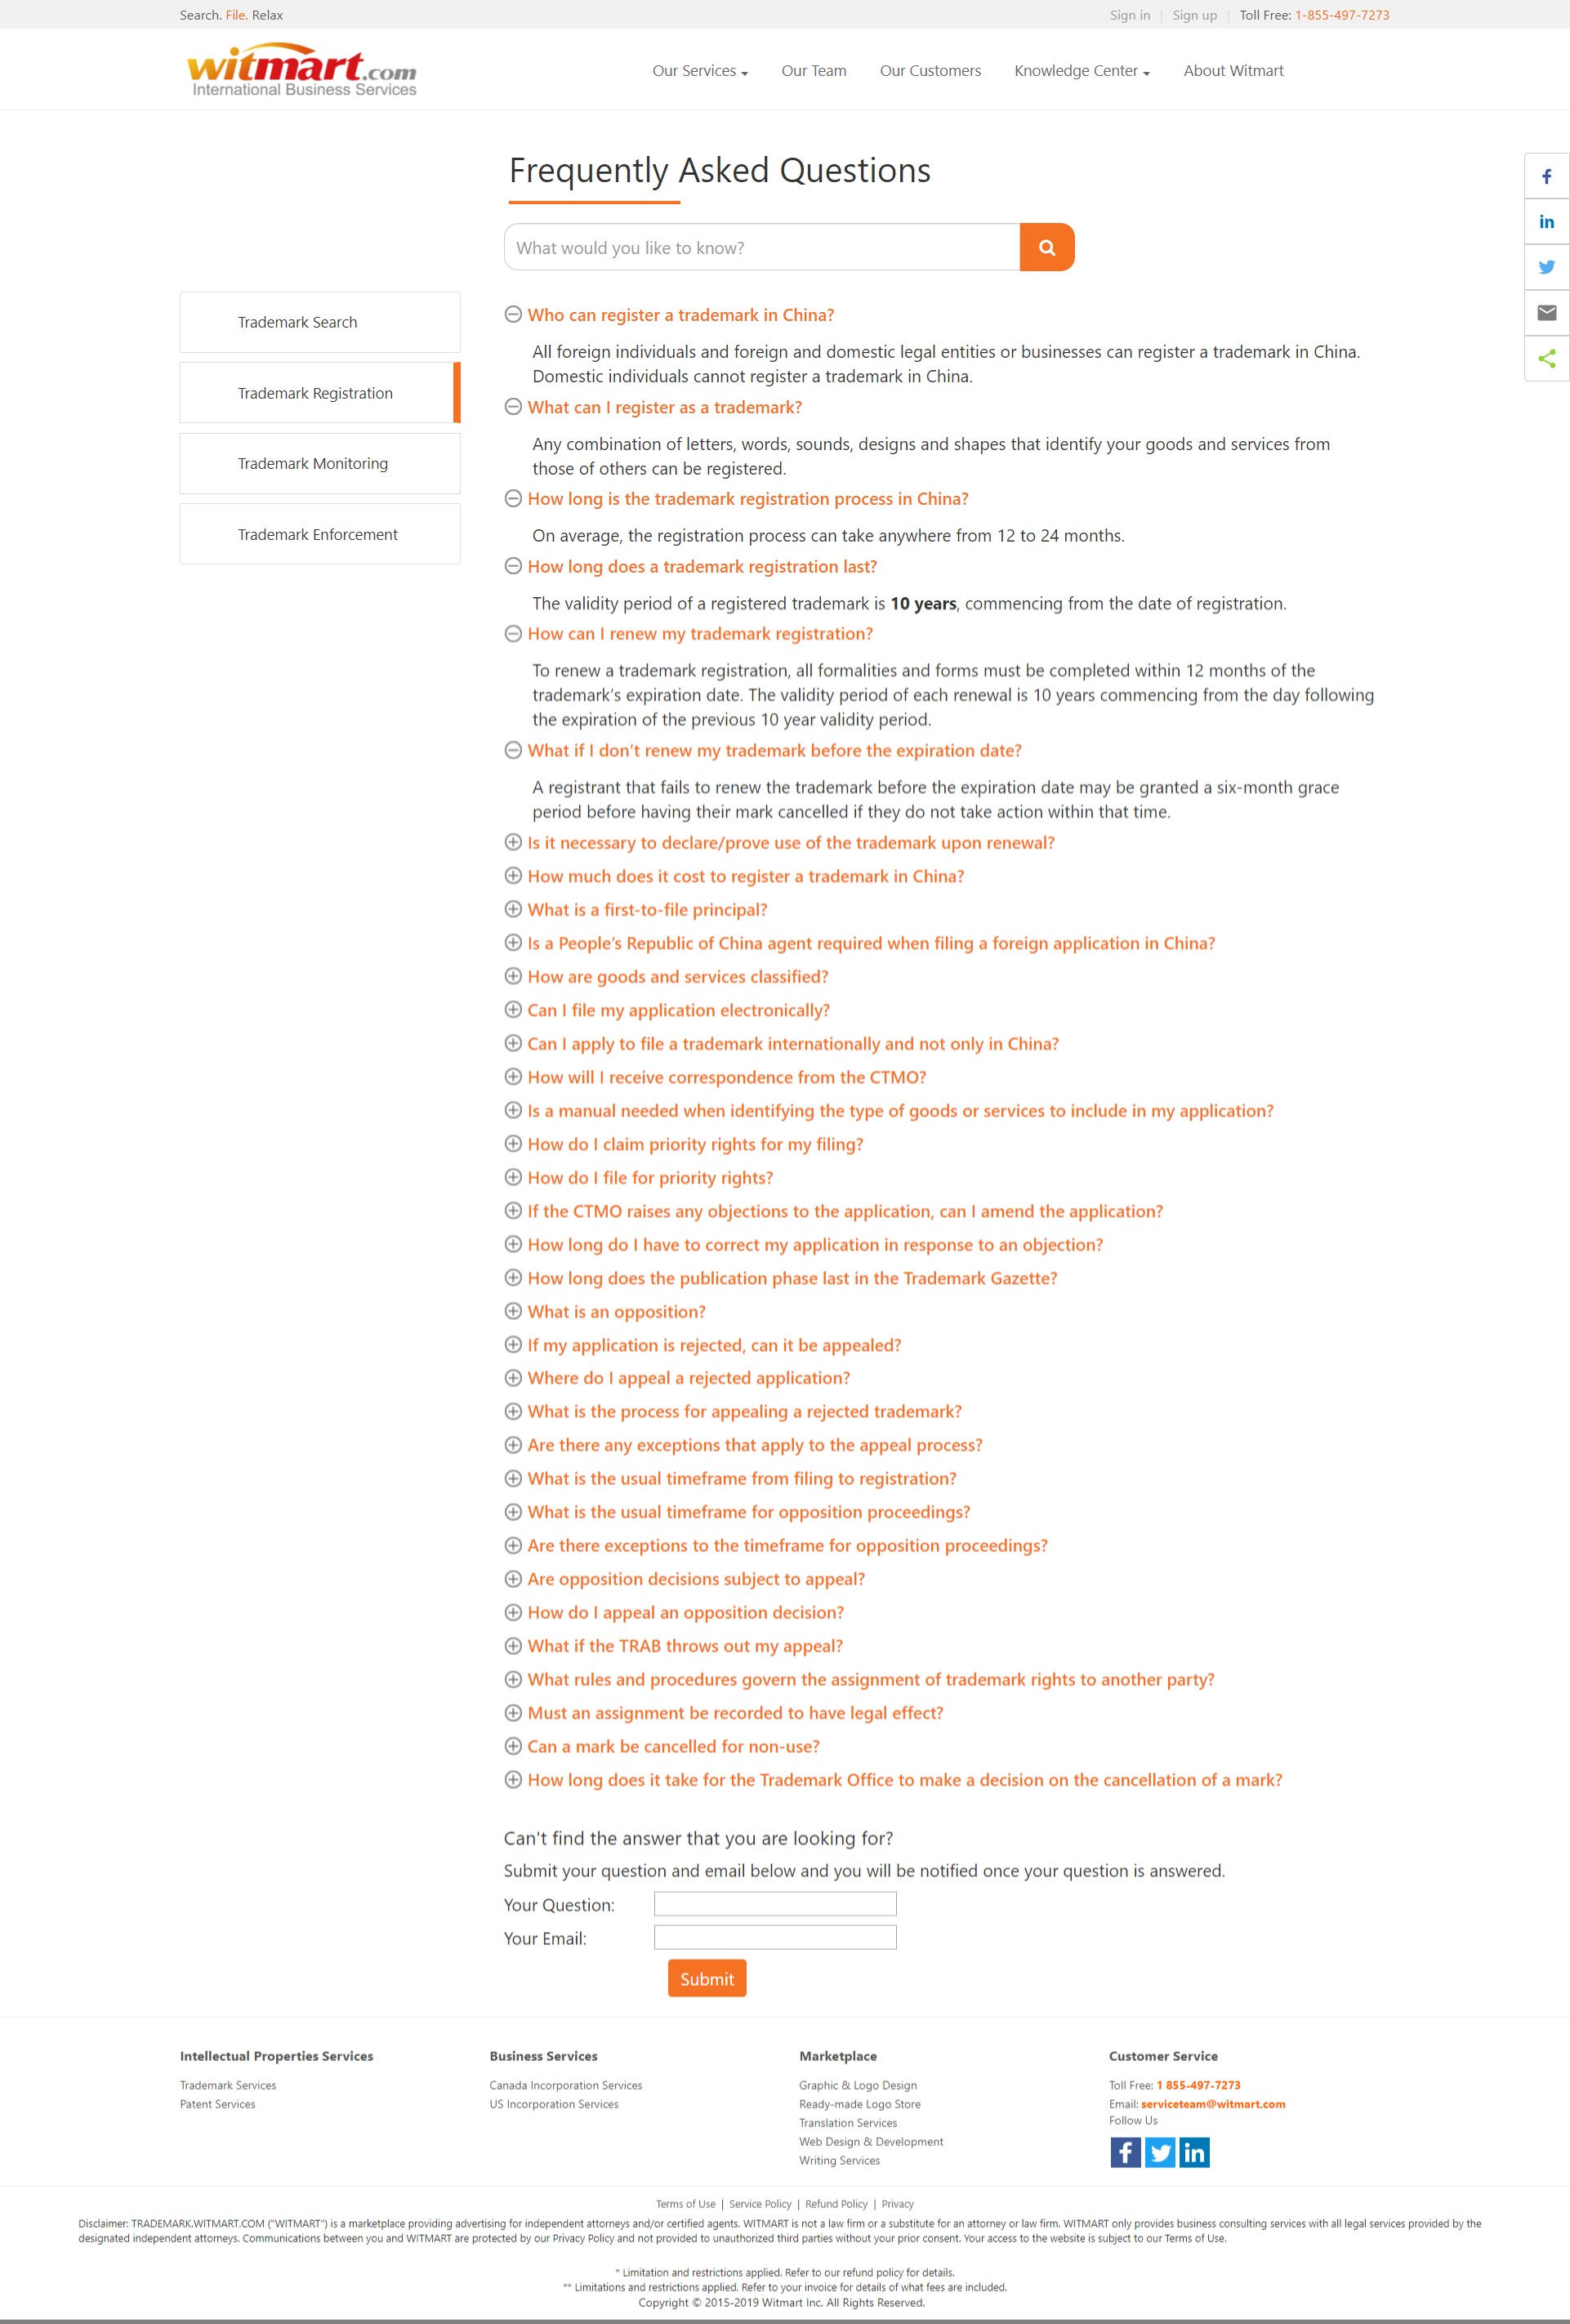 Search. File. Relax
Sign in | Sign up | Toll Free: 1-855-497-7273
witmart.com
International Business Services
Our Services
Our Team
Our Customers
Knowledge Center
About Witmart
Frequently Asked Questions
What would you like to know?
Trademark Search
Trademark Registration
Trademark Monitoring
Trademark Enforcement
Who can register a trademark in China?
All foreign individuals and foreign and domestic legal entities or businesses can register a trademark in China.
Domestic individuals cannot register a trademark in China.
What can I register as a trademark?
Any combination of letters, words, sounds, designs and shapes that identify your goods and services from
those of others can be registered.
How long is the trademark registration process in China?
On average, the registration process can take anywhere from 12 to 24 months.
How long does a trademark registration last?
The validity period of a registered trademark is 10 years, commencing from the date of registration.
How can I renew my trademark registration?
To renew a trademark registration, all formalities and forms must be completed within 12 months of the
trademark's expiration date. The validity period of each renewal is 10 years commencing from the day following
the expiration of the previous 10 year validity period.
What if I don't renew my trademark before the expiration date?
A registrant that fails to renew the trademark before the expiration date may be granted a six-month grace
period before having their mark cancelled if they do not take action within that time.
Is it necessary to declare/prove use of the trademark upon renewal?
How much does it cost to register a trademark in China?
What is a first-to-file principal?
Is a People's Republic of China agent required when filing a foreign application in China?
How are goods and services classified?
Can I file my application electronically?
Can I apply to file a trademark internationally and not only in China?
How will I receive correspondence from the CTMO?
Is a manual needed when identifying the type of goods or services to include in my application?
How do I claim priority rights for my filing?
How do I file for priority rights?
If the CTMO raises any objections to the application, can I amend the application?
How long do I have to correct my application in response to an objection?
How long does the publication phase last in the Trademark Gazette?
What is an opposition?
If my application is rejected, can it be appealed?
Where do I appeal a rejected application?
What is the process for appealing a rejected trademark?
Are there any exceptions that apply to the appeal process?
What is the usual timeframe from filing to registration?
What is the usual timeframe for opposition proceedings?
Are there exceptions to the timeframe for opposition proceedings?
Are opposition decisions subject to appeal?
How do I appeal an opposition decision?
What if the TRAB throws out my appeal?
What rules and procedures govern the assignment of trademark rights to another party?
Must an assignment be recorded to have legal effect?
Can a mark be cancelled for non-use?
How long does it take for the Trademark Office to make a decision on the cancellation of a mark?
Can't find the answer that you are looking for?
Submit your question and email below and you will be notified once your question is answered.
Your Question:
Your Email:
Submit
Intellectual Properties Services
Trademark Services
Patent Services
Business Services
Canada Incorporation Services
US Incorporation Services
Marketplace
Graphic & Logo Design
Ready-made Logo Store
Translation Services
Web Design & Development
Writing Services
Customer Service
Toll Free: 1 855-497-7273
Email: serviceteam@witmart.com
Follow Us
Terms of Use | Service Policy | Refund Policy | Privacy
Disclaimer: TRADEMARK.WITMART.COM ("WITMART") is a marketplace providing advertising for independent attorneys and/or certified agents. WITMART is not a law firm or a substitute for an attorney or law firm. WITMART only provides business consulting services with all legal services provided by the
designated independent attorneys. Communications between you and WITMART are protected by our Privacy Policy and not provided to unauthorized third parties without your prior consent. Your access to the website is subject to our Terms of Use.
* Limitation and restrictions applied. Refer to our refund policy for details.
** Limitations and restrictions applied. Refer to your invoice for details of what fees are included.
Copyright © 2015-2019 Witmart Inc. All Rights Reserved.